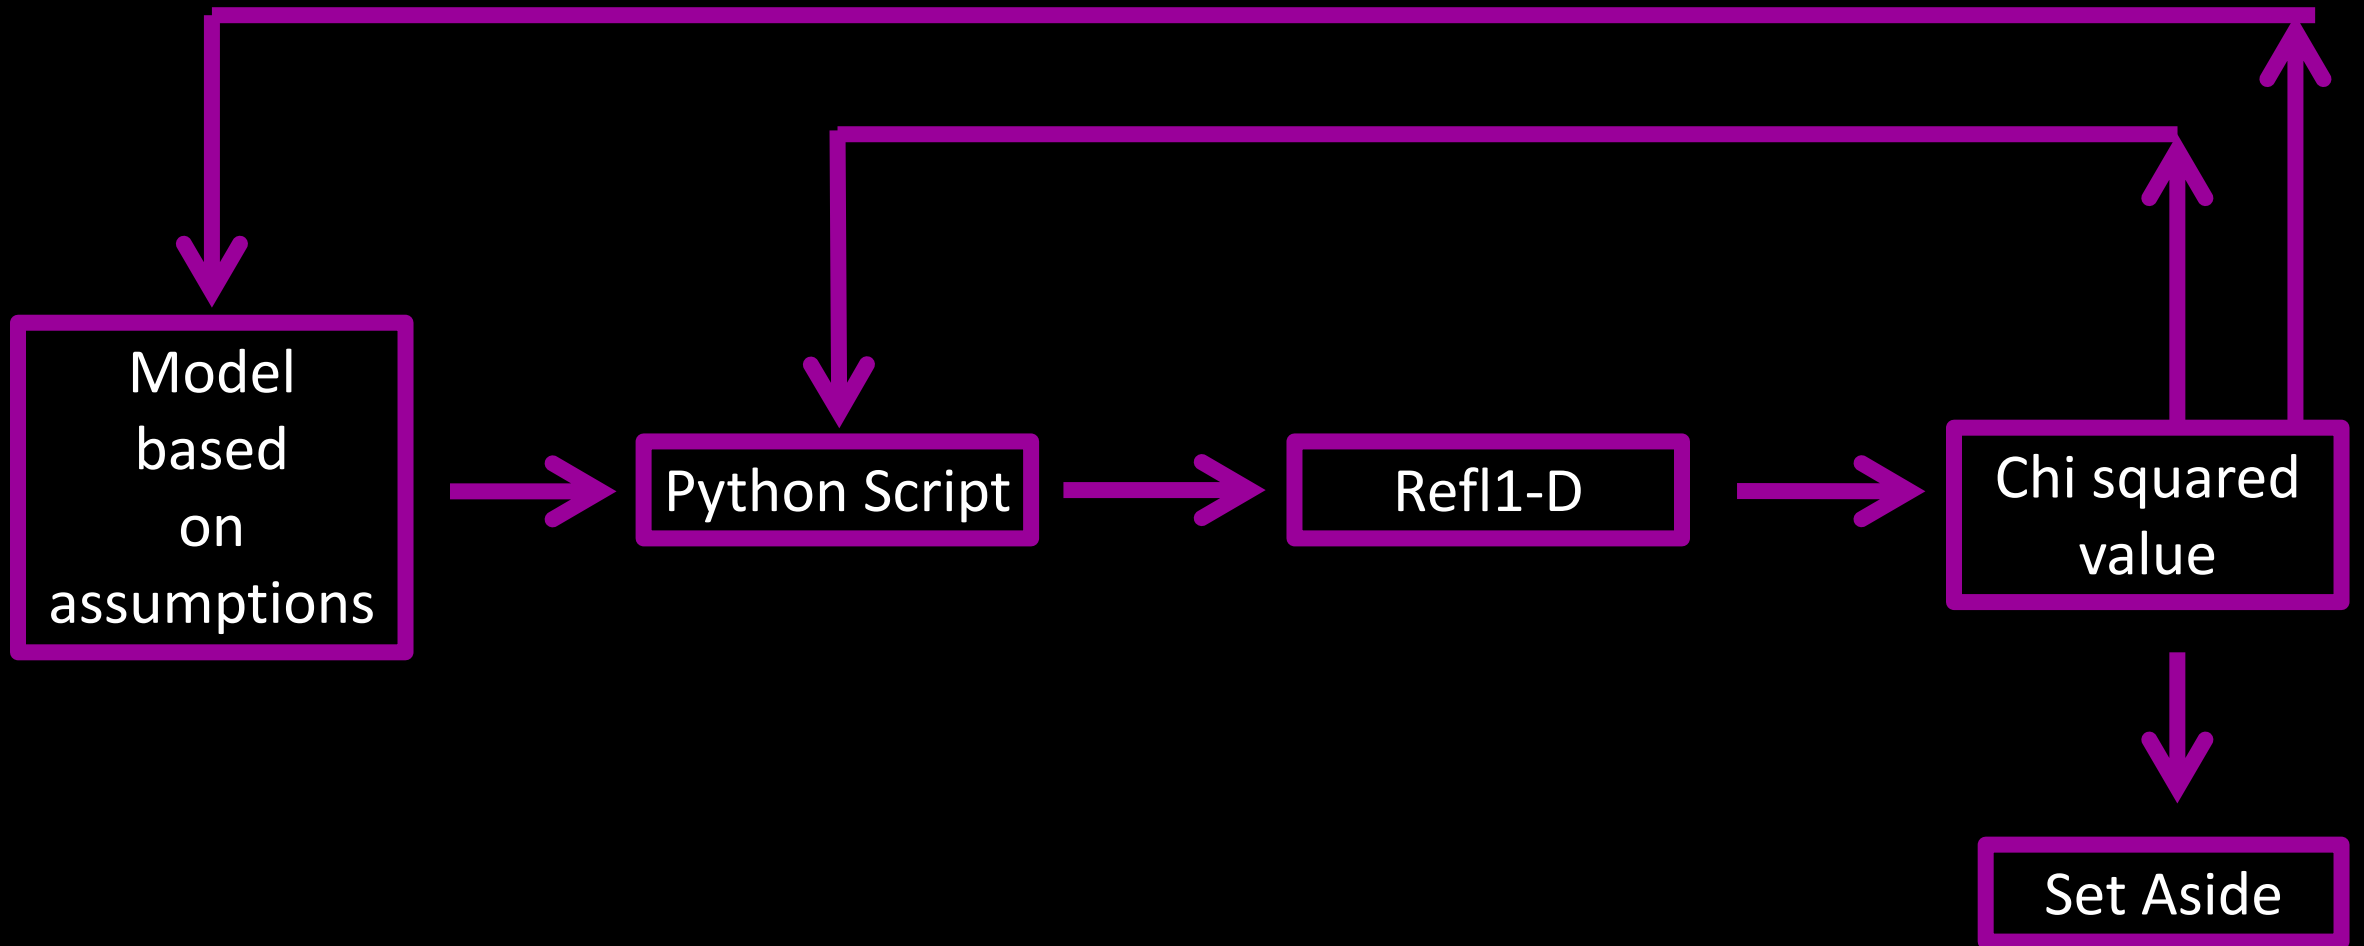 Model
based
on
assumptions
Python Script
Refl1-D
Chi squared
value
Set Aside